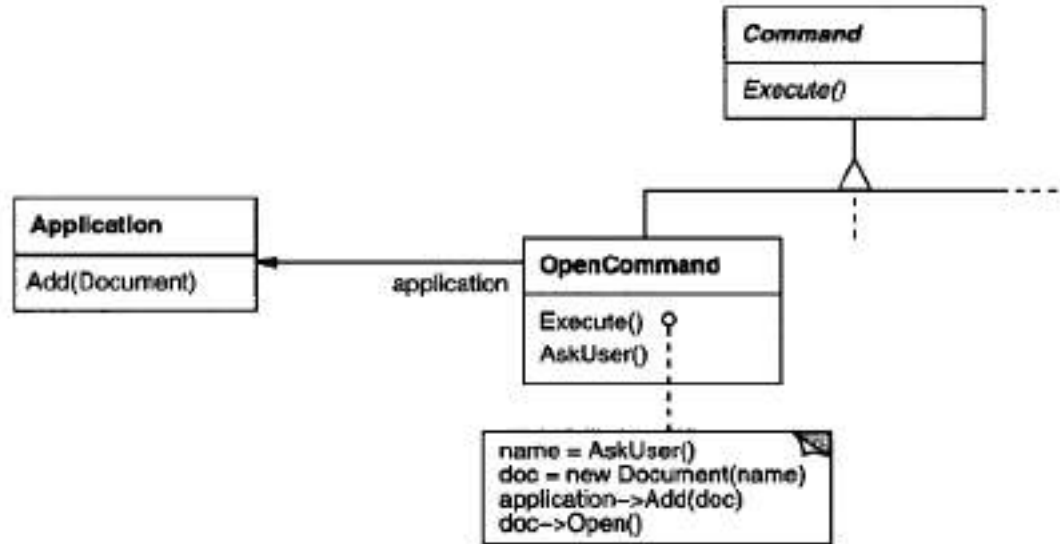 Command
Execute()
Application
Add(Document)
application
OpenCommand
Execute()
AskUser()
name = AskUser()
doc = new Document(name)
application->Add(doc)
doc->Open()